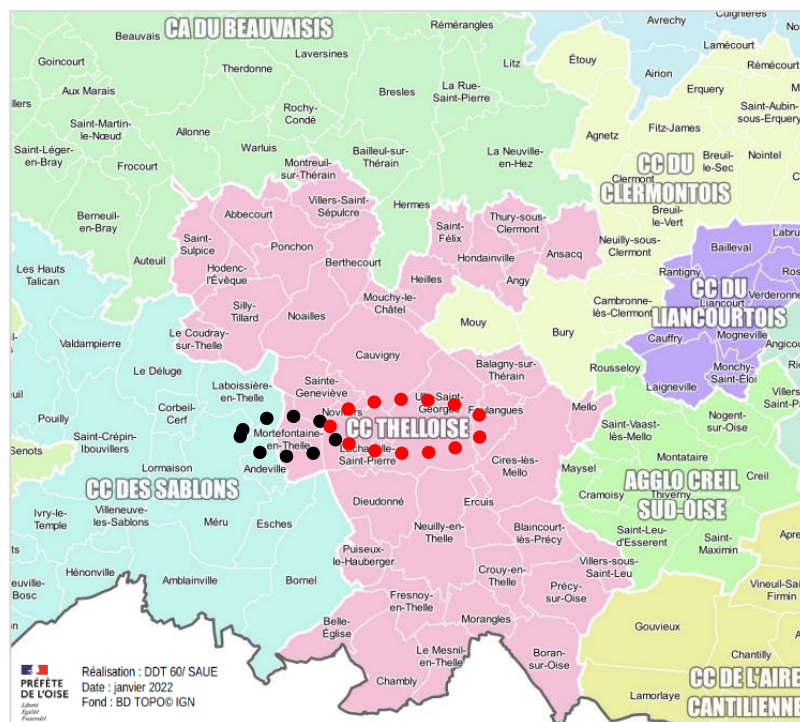 Cuignières
Avrechy
CA DU BEAUVAISIS
Rémérangles
Beauvais
Lamécourt
Laversines
Litz
Étouy
Rémécourt
Goincourt
Therdonne
Airion
Erquery
Aux Marais
Bresles
La Rue-
Saint-Pierre
Saint-Aubin-
sous-Erquery
Rochy-
Condé
Saint-Martin-
le-Nœud
Allonne
Agnetz
Fitz-James
Saint-Léger-
en-Bray
Warluis
Bailleul-sur-
Thérain
La Neuville-
en-Hez
Breuil-
le-Sec
Nointel
Frocourt
Montreuil-
sur-Thérain
CC DU
CLERMONTOIS
Clermont
Villers-Saint-
Sépulcre
Berneuil-
en-Bray
Abbecourt
Hermes
Thury-sous-
Clermont
Breuil-
le-Vert
Saint-
Félix
Saint-
Sulpice
Ponchon
Neuilly-sous-
Clermont
Bailleval
Auteuil
Berthecourt
Hondainville
Ansacq
Les Hauts
Talican
Hodenc-
l'Évêque
Heilles
Angy
Rantigny
CC DU
LIANCOURTOIS
Liancourt
Verderonne
Mouchy-le-
Châtel
Silly-
Tillard
Noailles
Cambronne-
lès-Clermont
Mouy
Bury
Mogneville
Le Coudray-
sur-Thelle
Cauffry
Valdampierre
Cauvigny
Monchy-
Saint-Éloi
Le Déluge
Balagny-sur-
Thérain
Rousseloy
Laigneville
Laboissière-
en-Thelle
Sainte-
Geneviève
Mello
Corbeil-
Cerf
Foulangues
Nogent-
sur-Oise
Pouilly
Saint-Vaast-
lès-Mello
CC THELLOISE
Mortefontaine-
en-Thelle
Saint-Crépin-
Ibouvillers
Senots
Saint-Pierre
Montataire
Cires-lès-
Mello
Lormaison
Andeville
Maysel
Creil
CC DES SABLONS
AGGLO CREIL
SUD-OISE
Cramoisy
Thiverny
Dieudonné
Ercuis
Ivry-le-
Temple
Villeneuve-
les-Sablons
Méru
Esches
Neuilly-en-
Thelle
Blaincourt-
lès-Précy
Saint-Leu-
d'Esserent
Saint-
Maximin
Puiseux-
le-Hauberger
Villers-sous-
Saint-Leu
Hénonville
Amblainville
Bornel
Crouy-en-
Thelle
Précy-
sur-Oise
Vineuil-Saint-
Firmin
Fresnoy-
en-Thelle
Belle-
Église
Morangles
Gouvieux
Boran-
sur-Oise
Chantilly
Le Mesnil-
en-Thelle
Chambly
Lamorlaye
CC DE L'AIRE
CANTILIENNE
PRÉFÈTE
DE L'OISE
Liberté
Égalité
Fraternité
Réalisation : DDT 60/ SAUE
Date : janvier 2022
Fond : BD TOPO© IGN